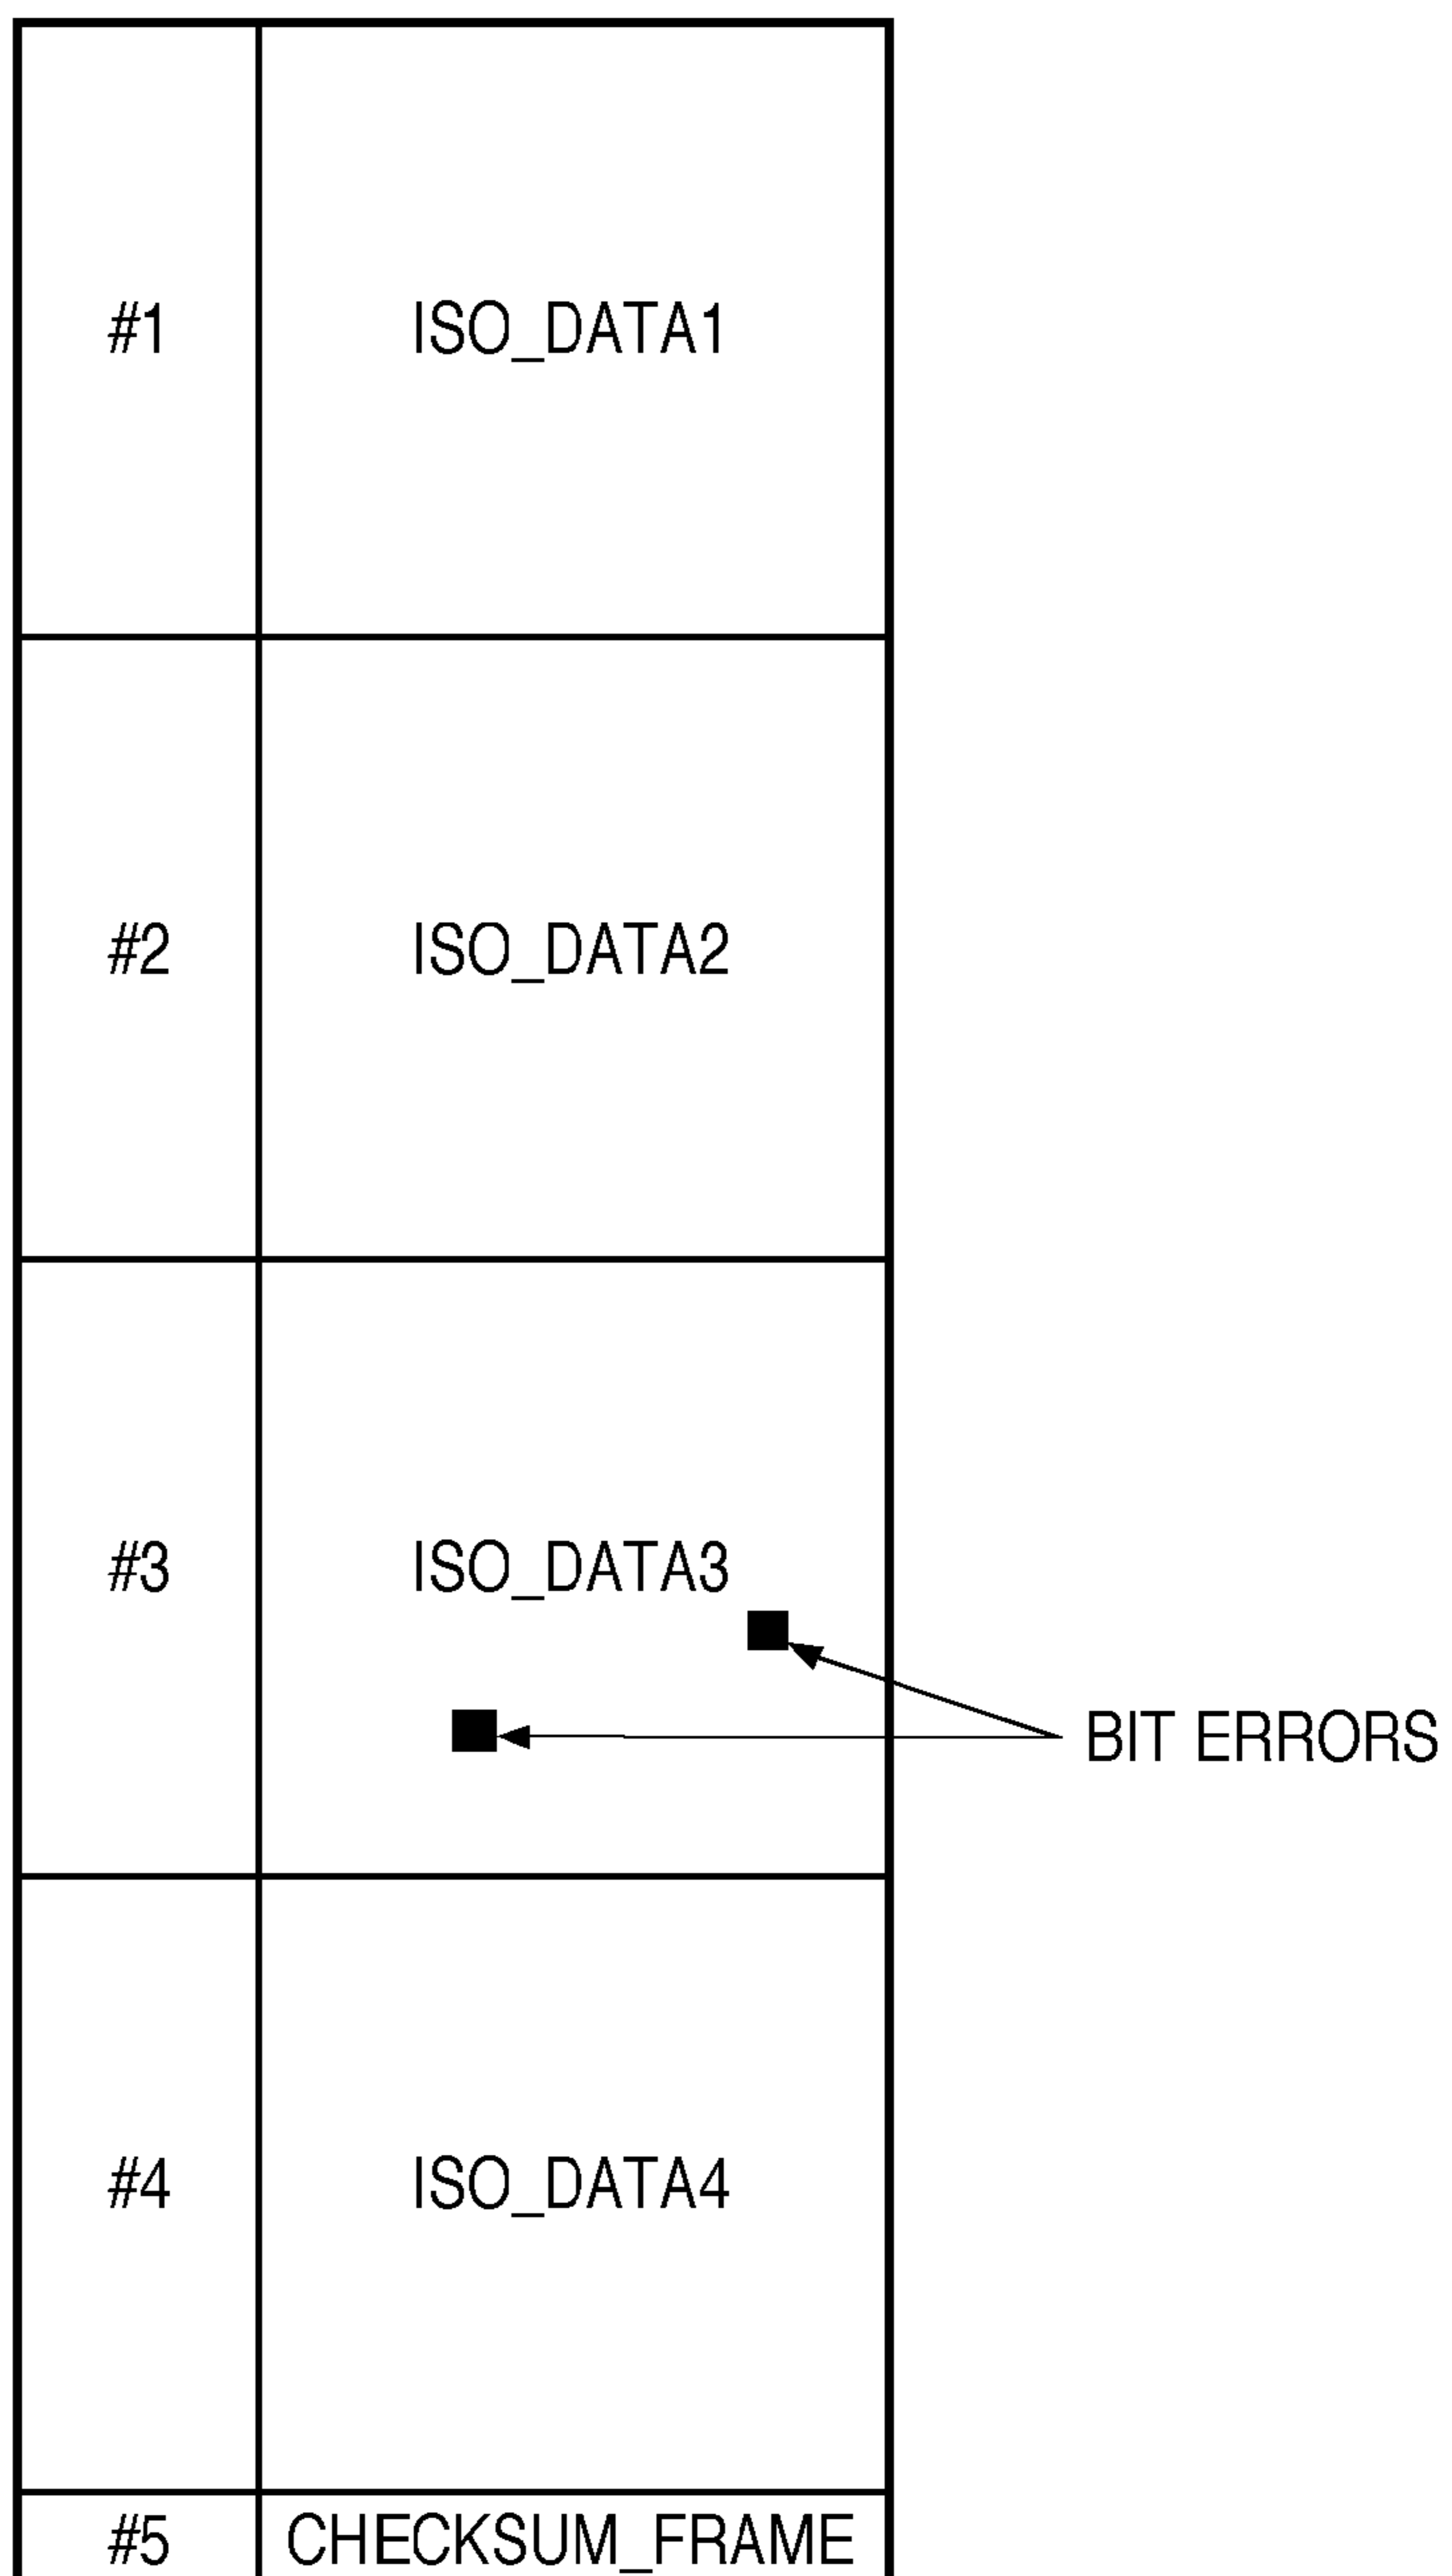 #1 ISO_DATA1
#2 ISO_DATA2
#3 ISO_DATA3
BIT ERRORS
#4 ISO_DATA4
#5 CHECKSUM_FRAME